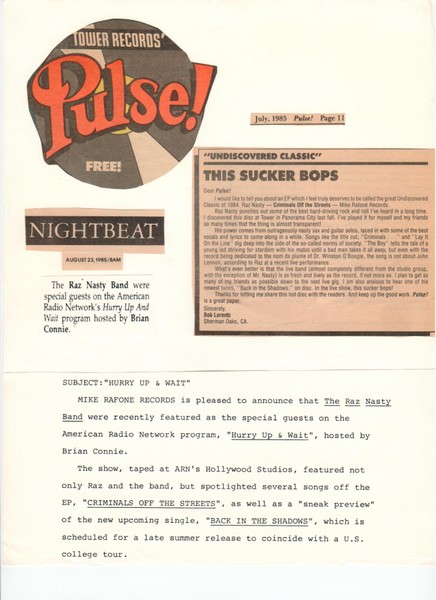 TOWER RECORDS'
Pulse!
FREE!
July, 1985 Pulse! Page 11
"UNDISCOVERED CLASSIC"
THIS SUCKER BOPS
Dear Pulse!
I would like to tell you about an EP which I feel truly deserves to be called the great Undiscovered
Classic of 1984: Raz Nasty — Criminals Off the Streets — Mike Rafone Records.
Raz Nasty punches out some of the best hard-driving rock and roll I've heard in a long time.
I discovered this disc at Tower in Panorama City last fall. I've played it for myself and my friends
so many times that the thing is almost transparent!
His power comes from outrageously nasty sax and guitar solos, laced in with some of the best
vocals and lyrics to come along in a while. Songs like the title cut, "Criminals . . ." and "Lay It
On the Line" dig deep into the side of the so-called norms of society. "The Boy" tells the tale of a
young lad striving for stardom with his mates until a bad man takes it all away, but even with the
record being dedicated to the nom da plume of Dr. Winston O'Boogie, the song is not about John
Lennon, according to Raz at a recent live performance.
What's even better is that the live band (almost completely different from the studio group,
with the exception of Mr. Nasty) is as fresh and lively as the record, if not more so. I plan to get as
many of my friends as possible down to the next live gig. I am also anxious to hear one of their
newest tunes, "Back in the Shadows," on disc. In the live show, this sucker bops!
Thanks for letting me share this hot disc with the readers. And keep up the good work. Pulse!
is a great paper.
Sincerely,
Bob Lorentz
Sherman Oaks, CA
NIGHTBEAT
AUGUST 23, 1985/BAM
The Raz Nasty Band were
special guests on the American
Radio Network's Hurry Up And
Wait program hosted by Brian
Connie.
SUBJECT:"HURRY UP & WAIT"
MIKE RAFONE RECORDS is pleased to announce that The Raz Nasty
Band were recently featured as the special guests on the
American Radio Network program, "Hurry Up & Wait", hosted by
Brian Connie.
The show, taped at ARN's Hollywood Studios, featured not
only Raz and the band, but spotlighted several songs off the
EP, "CRIMINALS OFF THE STREETS", as well as a "sneak preview"
of the new upcoming single, "BACK IN THE SHADOWS", which is
scheduled for a late summer release to coincide with a U.S.
college tour.